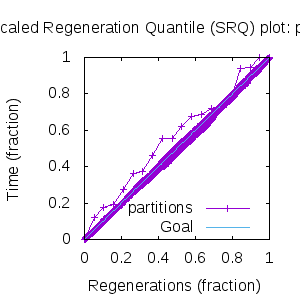 caled Regeneration Quantile (SRQ) plot: p
1
0.8
0.6
0.4
0.2
0
0 0.2 0.4 0.6 0.8 1
Time (fraction)
Regenerations (fraction)
partitions
Goal